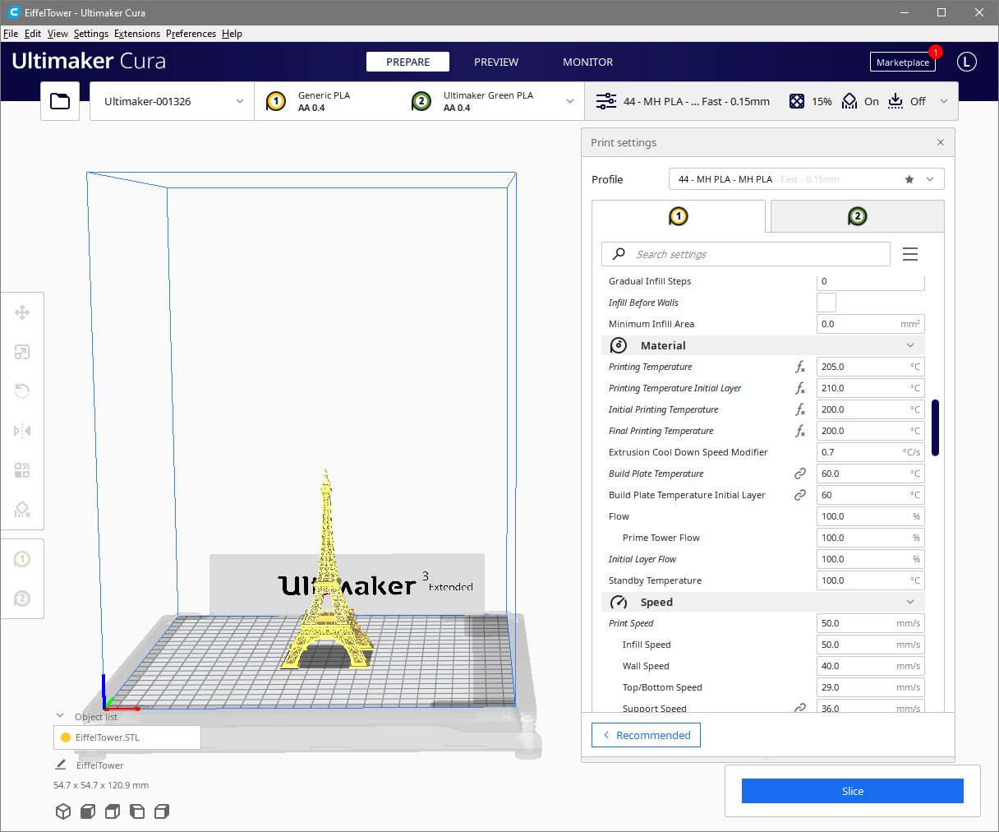 EiffelTower - Ultimaker Cura
File Edit View Settings Extensions Preferences Help
Ultimaker Cura
PREPARE
PREVIEW
MONITOR
Marketplace
1
L
Ultimaker-001326
1
Generic PLA
AA 0.4
2
Ultimaker Green PLA
AA 0.4
44 - MH PLA - ... Fast - 0.15mm
15%
On
Off
Print settings
Profile
44 - MH PLA - MH PLA - Fast - 0.15mm
1
2
Search settings
Gradual Infill Steps 0
Infill Before Walls
Minimum Infill Area 0.0 mm²
Material
Printing Temperature 205.0 °C
Printing Temperature Initial Layer 210.0 °C
Initial Printing Temperature 200.0 °C
Final Printing Temperature 200.0 °C
Extrusion Cool Down Speed Modifier 0.7 °C/s
Build Plate Temperature 60.0 °C
Build Plate Temperature Initial Layer 60 °C
Flow 100.0 %
Prime Tower Flow 100.0 %
Initial Layer Flow 100.0 %
Standby Temperature 100.0 °C
Speed
Print Speed 50.0 mm/s
Infill Speed 50.0 mm/s
Wall Speed 40.0 mm/s
Top/Bottom Speed 29.0 mm/s
Support Speed 36.0 mm/s
Recommended
Slice
1
2
Ultimaker 3 Extended
Object list
EiffelTower.STL
EiffelTower
54.7 x 54.7 x 120.9 mm